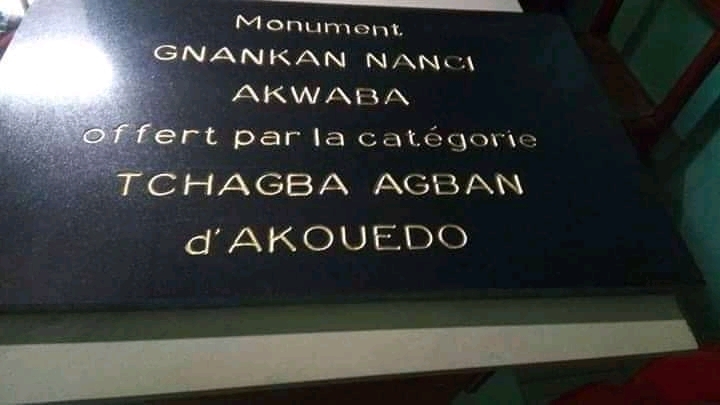 Monument
GNANKAN NANCI
AKWABA
offert par la catégorie
TCHAGBA AGBAN
d'AKOUEDO